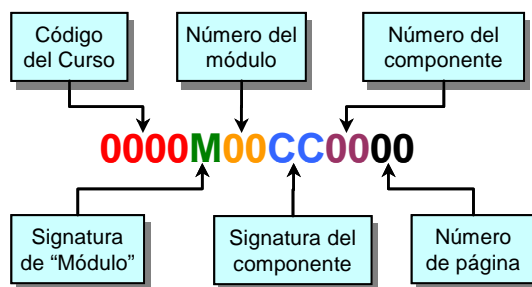 Código
del Curso
Número del
módulo
Número del
componente
0000M00CC0000
Signatura
de “Módulo”
Signatura del
componente
Número
de página